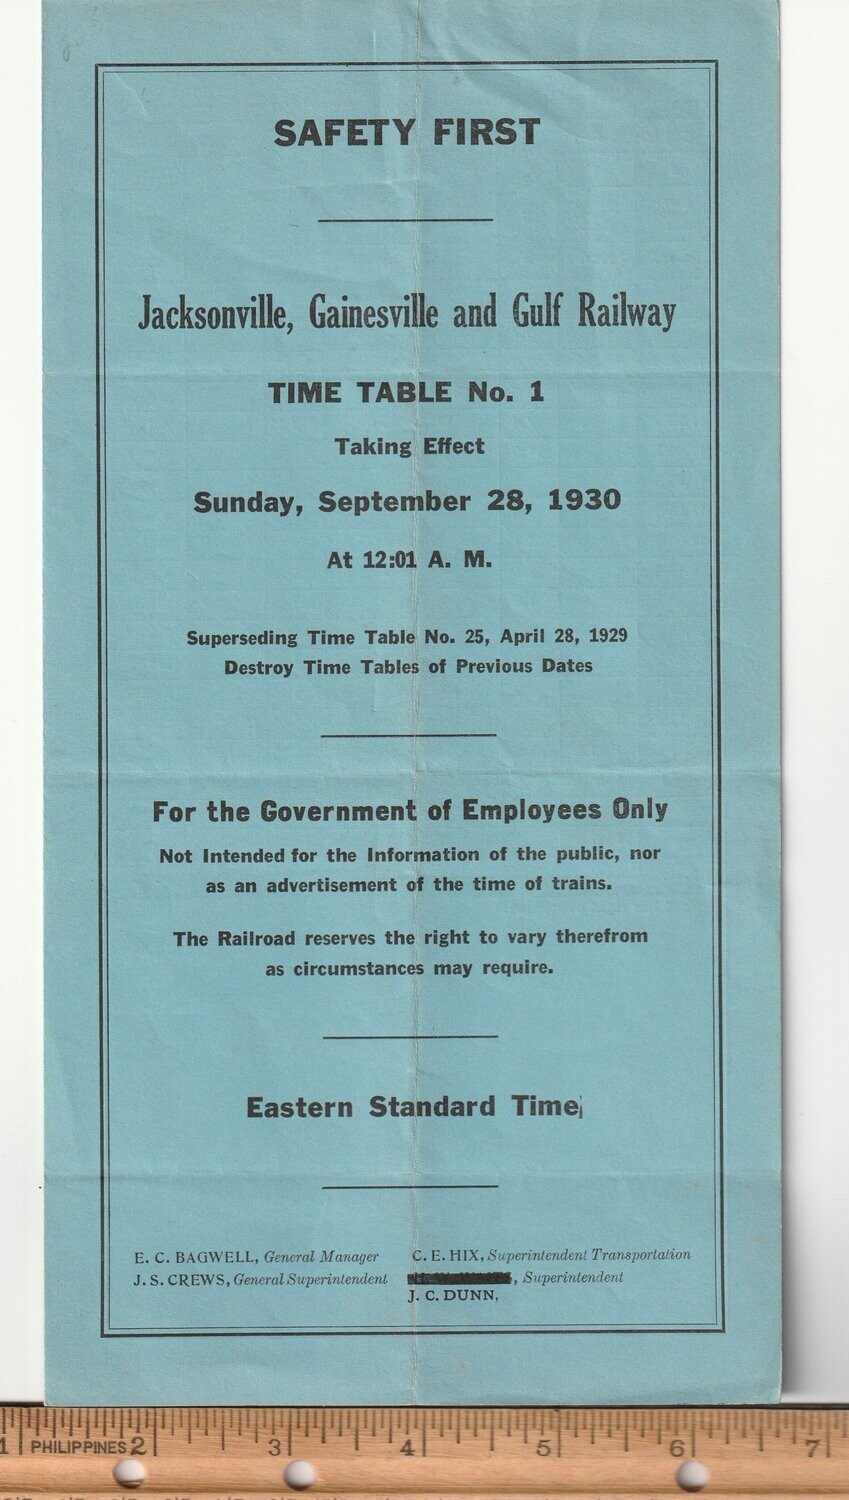 SAFETY FIRST
Jacksonville, Gainesville and Gulf Railway
TIME TABLE No. 1
Taking Effect
Sunday, September 28, 1930
At 12:01 A. M.
Superseding Time Table No. 25, April 28, 1929
Destroy Time Tables of Previous Dates
For the Government of Employees Only
Not Intended for the Information of the public, nor
as an advertisement of the time of trains.
The Railroad reserves the right to vary therefrom
as circumstances may require.
Eastern Standard Time
E. C. BAGWELL, General Manager C. E. HIX, Superintendent Transportation
J. S. CREWS, General Superintendent , Superintendent
J. C. DUNN,
1 PHILIPPINES 2 3 4 5 6 7